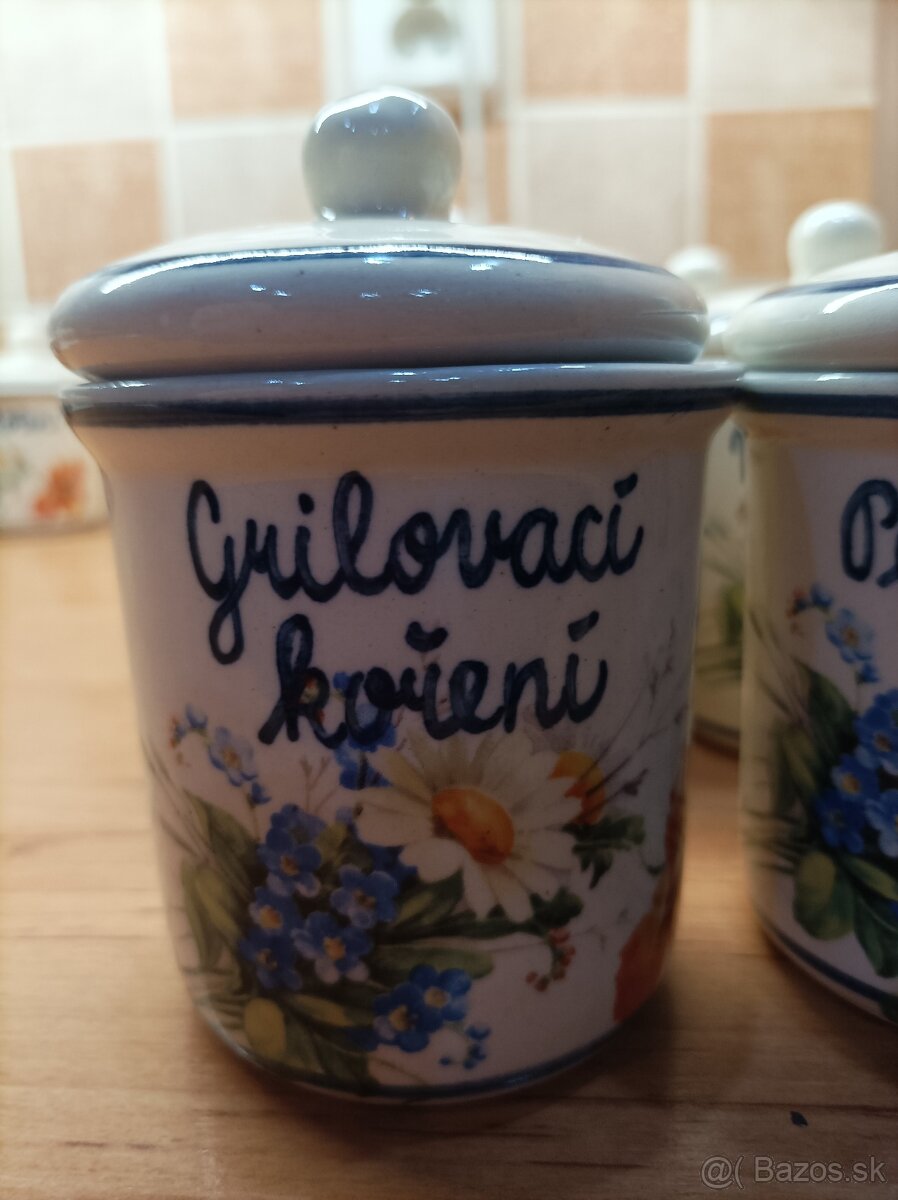 Grilovací
koření
@( Bazos.sk